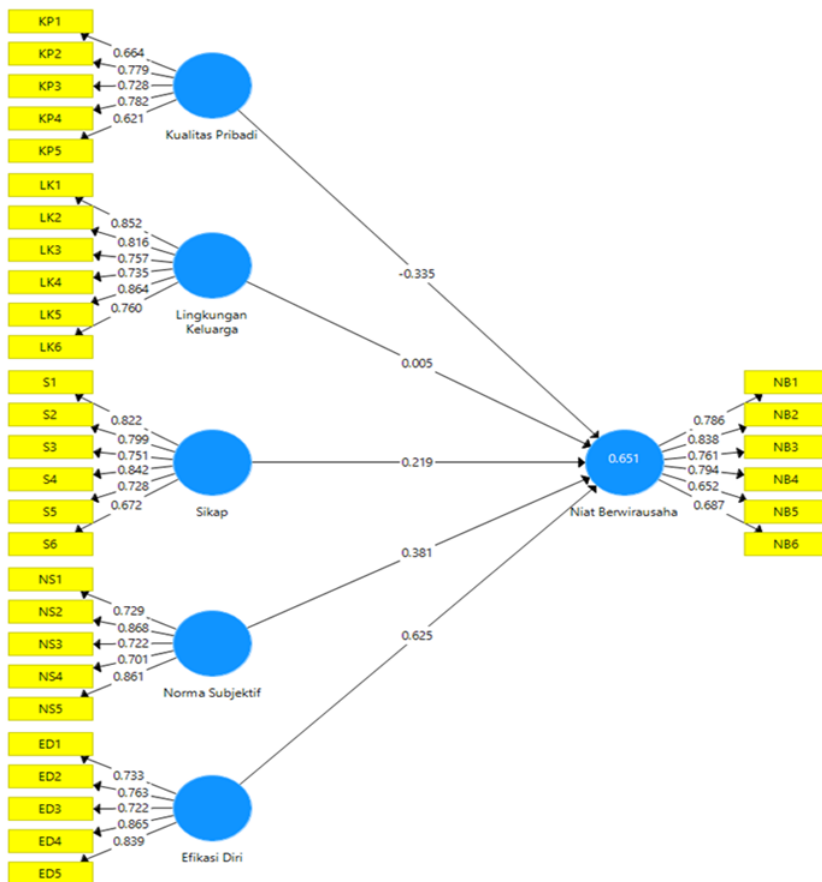 KP1
KP2
KP3
KP4
KP5
0.664
0.779
0.728
0.782
0.621
Kualitas Pribadi
-0.335
LK1
LK2
LK3
LK4
LK5
LK6
0.852
0.816
0.757
0.735
0.864
0.760
Lingkungan
Keluarga
0.005
S1
S2
S3
S4
S5
S6
0.822
0.799
0.751
0.842
0.728
0.672
Sikap
0.219
NS1
NS2
NS3
NS4
NS5
0.729
0.868
0.722
0.701
0.861
Norma Subjektif
0.381
ED1
ED2
ED3
ED4
ED5
0.733
0.763
0.722
0.865
0.839
Efikasi Diri
0.625
0.651
Niat Berwirausaha
0.786
0.838
0.761
0.794
0.652
0.687
NB1
NB2
NB3
NB4
NB5
NB6